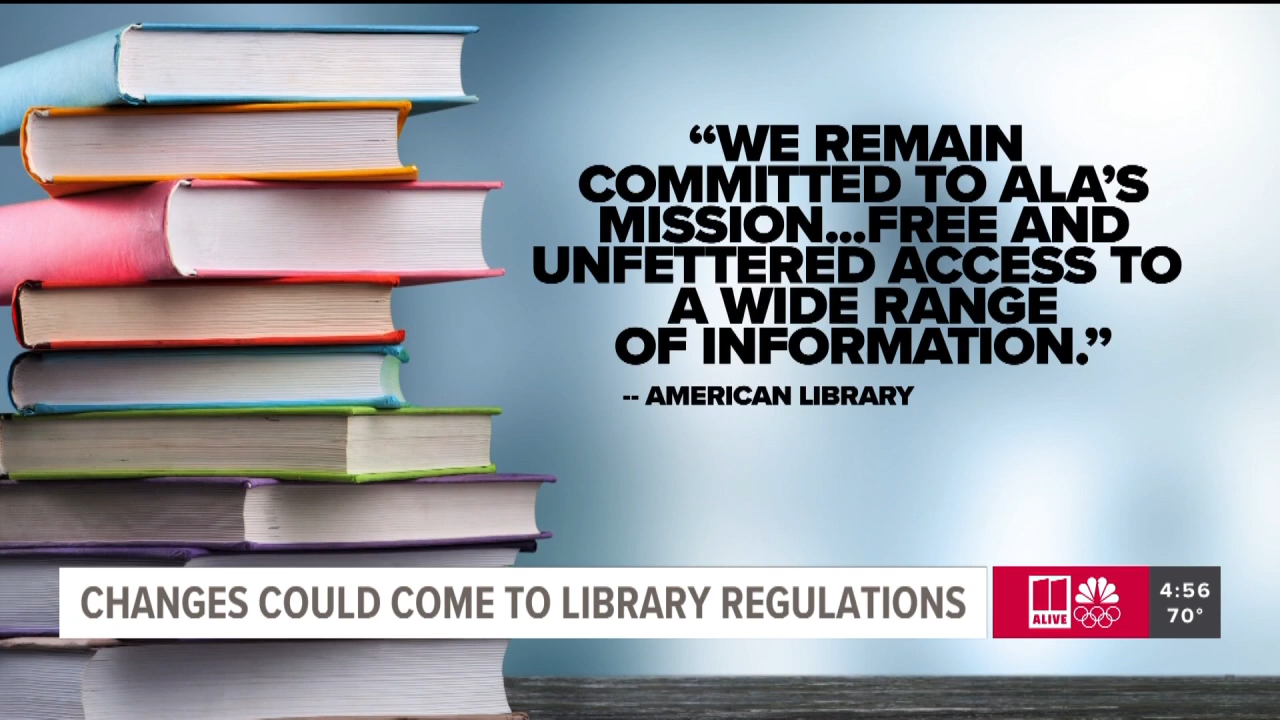 “WE REMAIN
COMMITTED TO ALA’S
MISSION...FREE AND
UNFETTERED ACCESS TO
A WIDE RANGE
OF INFORMATION.”
-- AMERICAN LIBRARY
CHANGES COULD COME TO LIBRARY REGULATIONS
11
ALIVE
4:56
70°